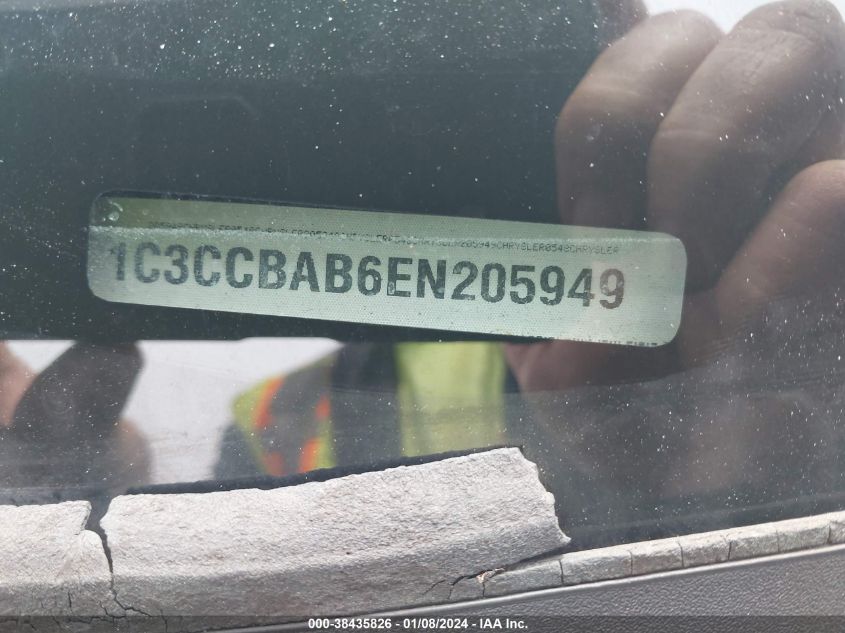 1C3CCBAB6EN205949
000-38435826 - 01/08/2024 - IAA Inc.